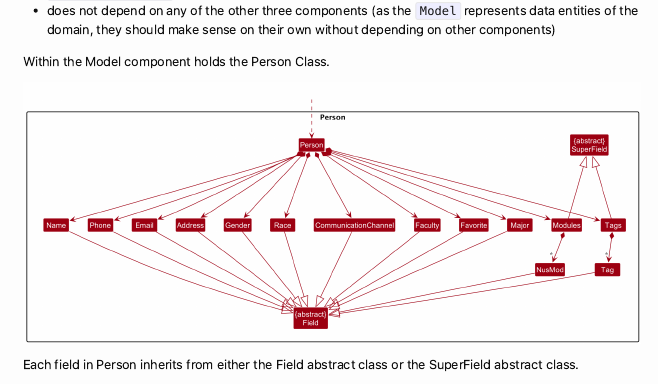 does not depend on any of the other three components (as the Model represents data entities of the
domain, they should make sense on their own without depending on other components)
Within the Model component holds the Person Class.
Person
Person
{abstract}
SuperField
Name
Phone
Email
Address
Gender
Race
CommunicationChannel
Faculty
Favorite
Major
Modules
Tags
*
*
NusMod
Tag
{abstract}
Field
Each field in Person inherits from either the Field abstract class or the SuperField abstract class.